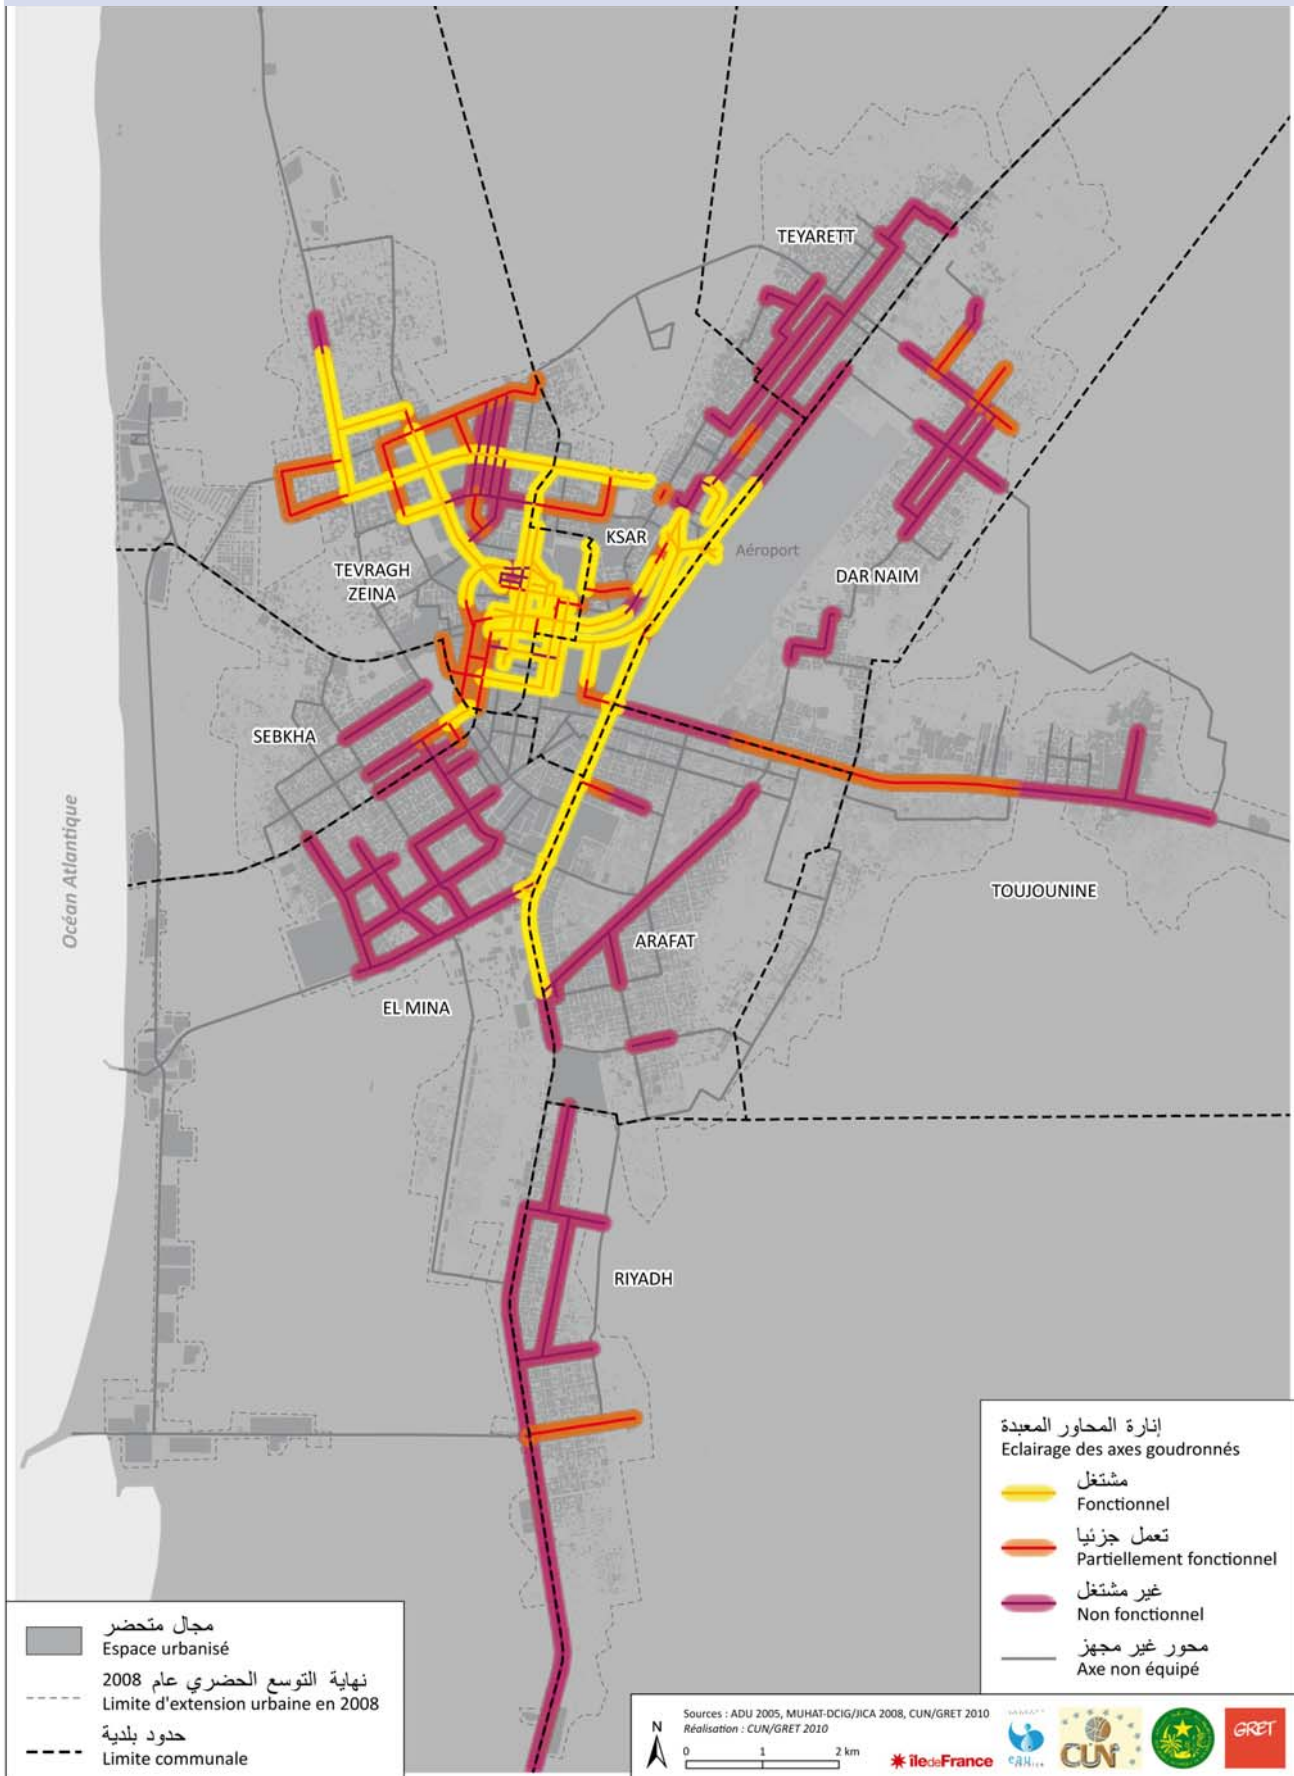 TEYARETT
KSAR
Aéroport
TEVRAGH
ZEINA
DAR NAIM
SEBKHA
TOUJOUNINE
Océan Atlantique
ARAFAT
EL MINA
RIYADH
إنارة المحاور المعبدة
Eclairage des axes goudronnés
مشتغل
Fonctionnel
تعمل جزئيا
Partiellement fonctionnel
غير مشتغل
Non fonctionnel
محور غير مجهز
Axe non équipé
مجال متحضر
Espace urbanisé
نهاية التوسع الحضري عام 2008
Limite d'extension urbaine en 2008
حدود بلدية
Limite communale
Sources : ADU 2005, MUHAT-DCIG/JICA 2008, CUN/GRET 2010
Réalisation : CUN/GRET 2010
N
0 1 2 km
île de France
CUN
GRET